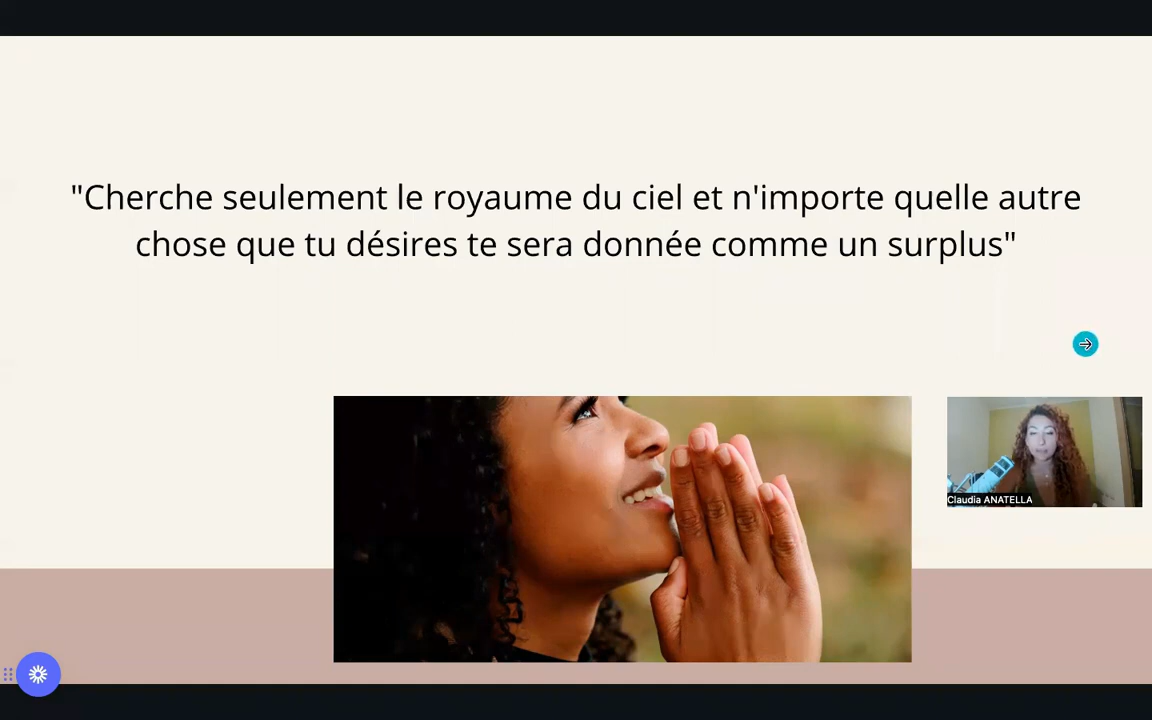 "Cherche seulement le royaume du ciel et n'importe quelle autre
chose que tu désires te sera donnée comme un surplus"
Claudia ANATELLA